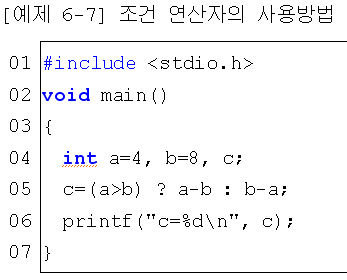 [예제 6-7] 조건 연산자의 사용방법
01 #include <stdio.h>
02 void main()
03 {
04 int a=4, b=8, c;
05 c=(a>b) ? a-b : b-a;
06 printf("c=%d\n", c);
07 }